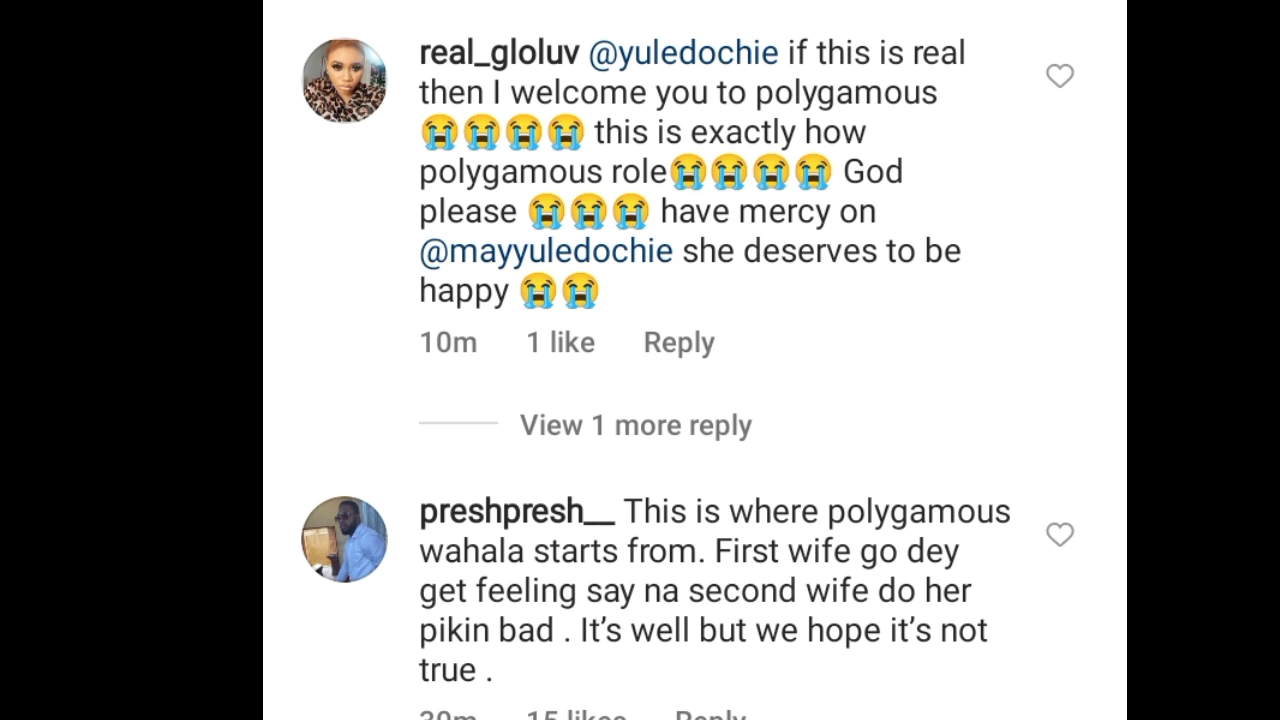 real_gloluv @yuledochie if this is real
then I welcome you to polygamous
😭😭😭😭 this is exactly how
polygamous role😭😭😭😭 God
please 😭😭😭 have mercy on
@mayyuledochie she deserves to be
happy 😭😭
10m 1 like Reply
View 1 more reply
preshpresh__ This is where polygamous
wahala starts from. First wife go dey
get feeling say na second wife do her
pikin bad . It’s well but we hope it’s not
true .
30m 15 likes Reply